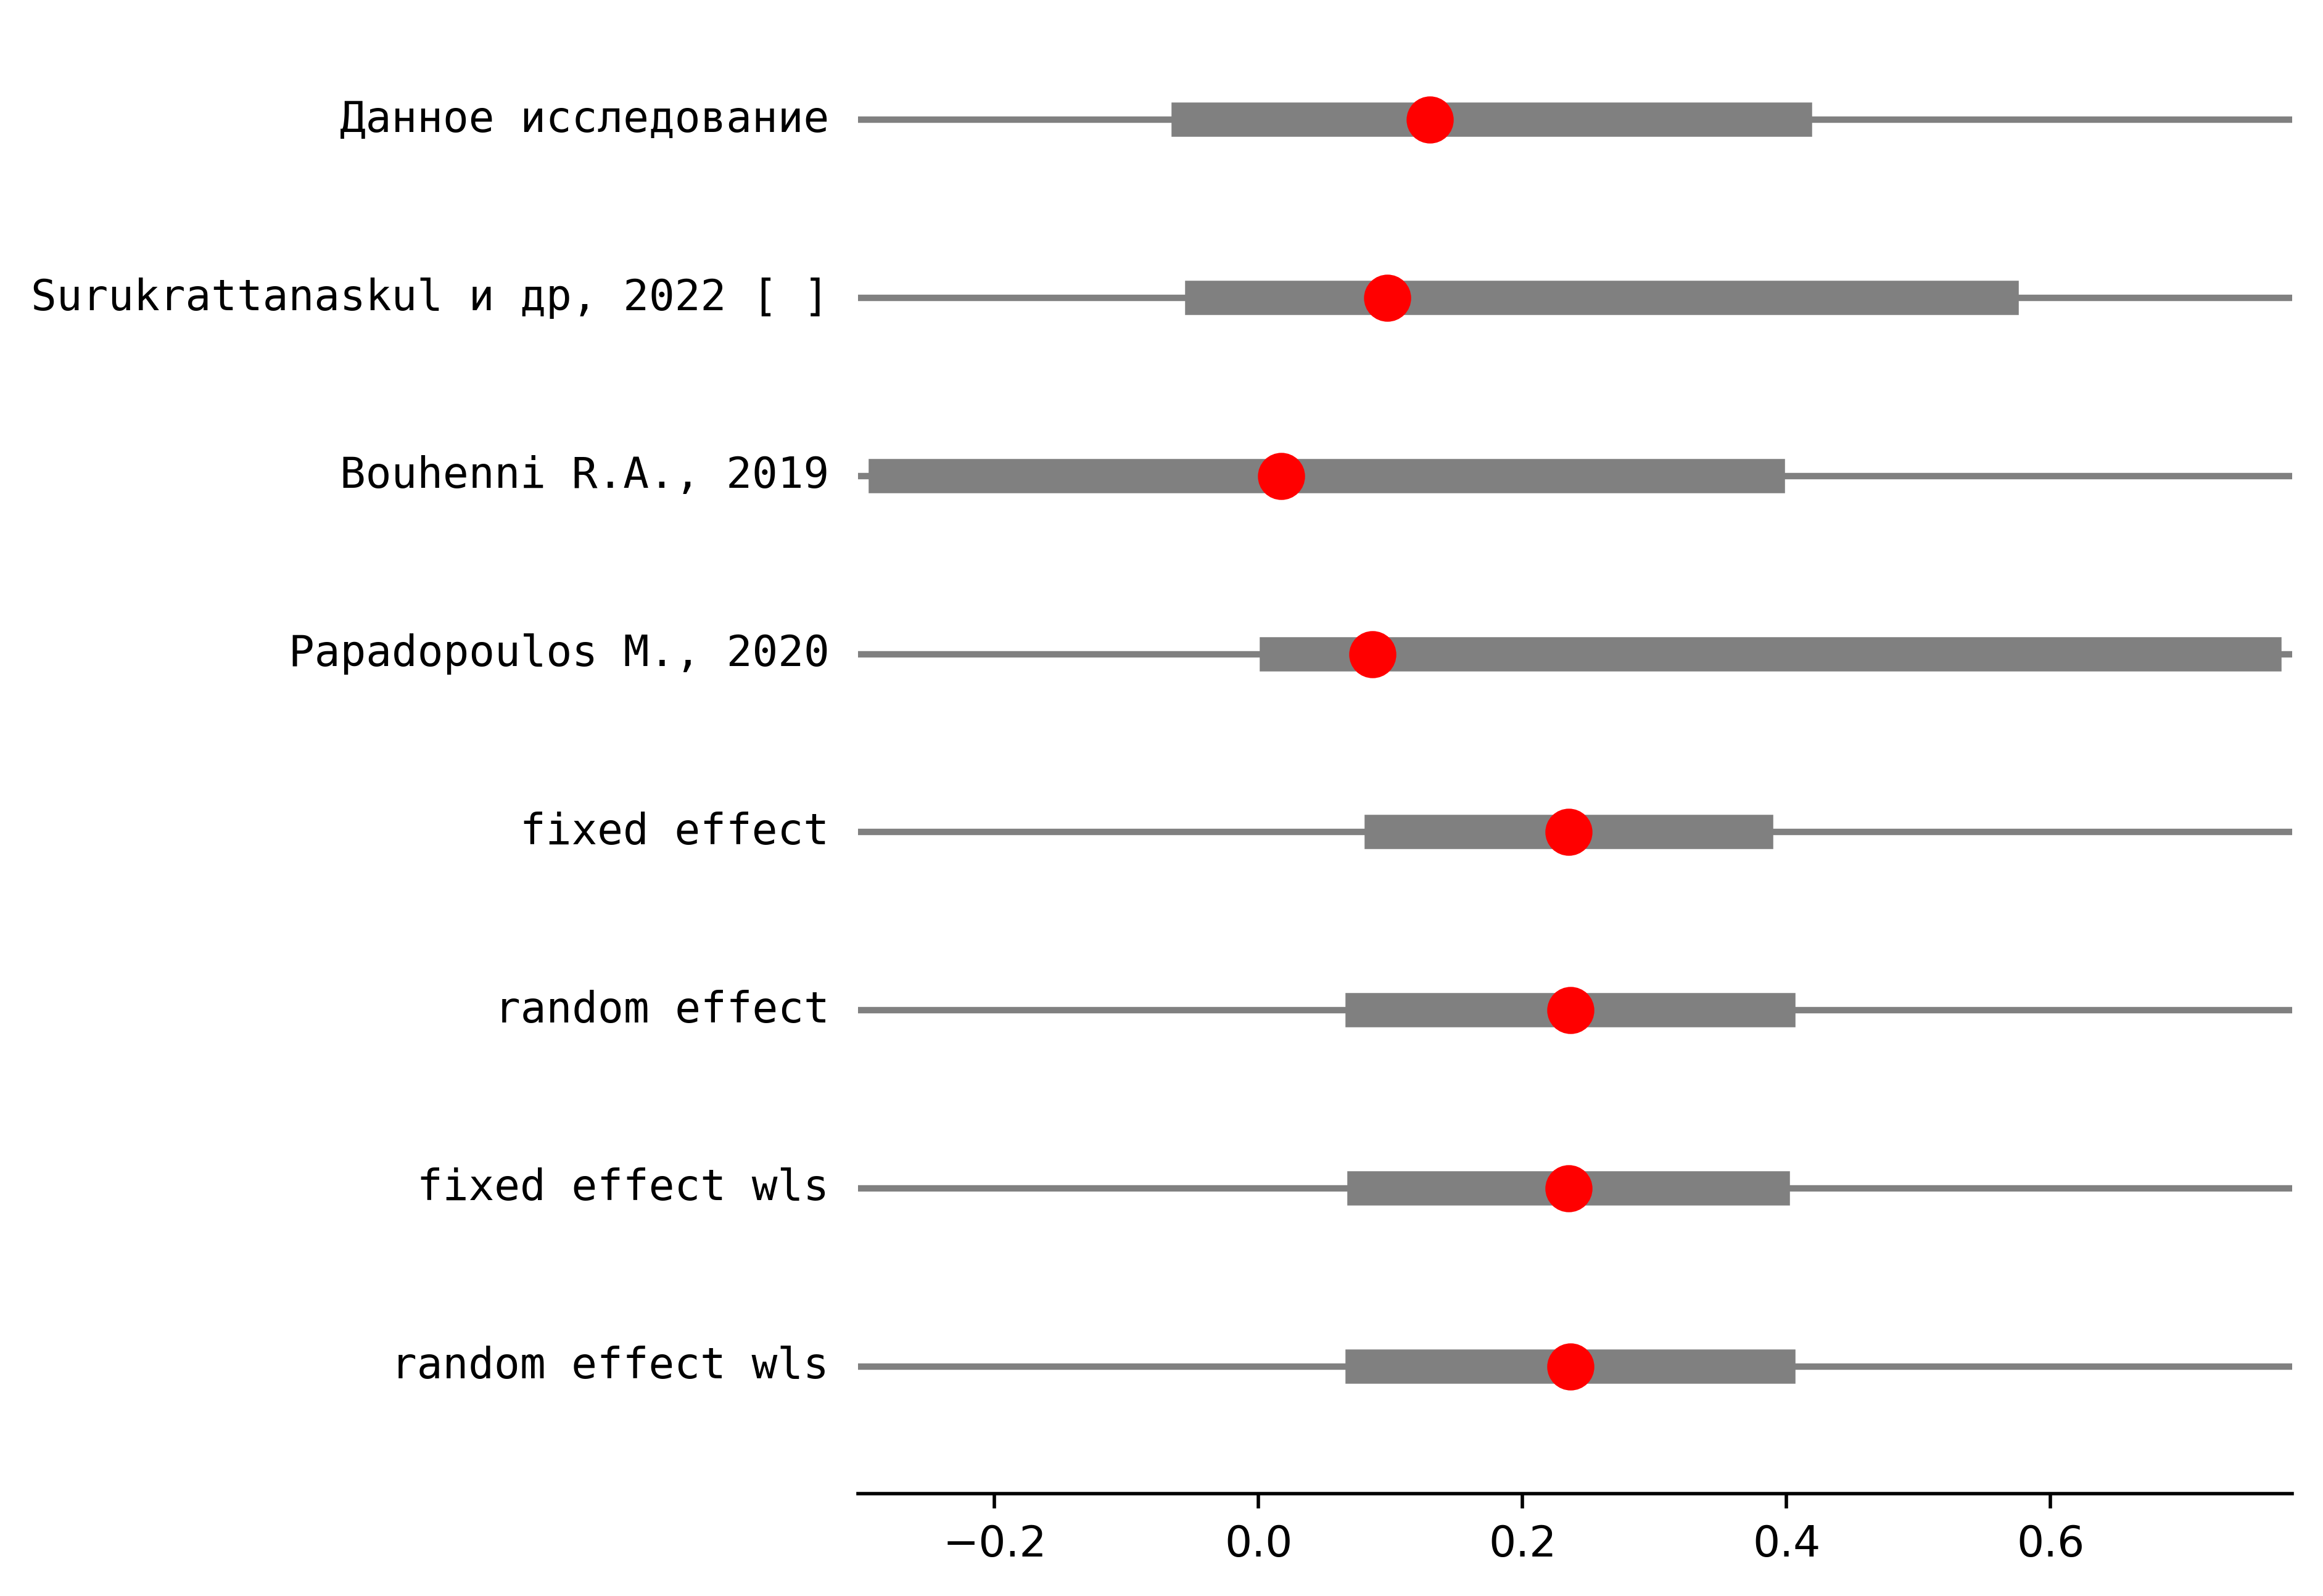 Данное исследование
Surukrattanaskul и др, 2022 [ ]
Bouhenni R.A., 2019
Papadopoulos M., 2020
fixed effect
random effect
fixed effect wls
random effect wls
−0.2 0.0 0.2 0.4 0.6